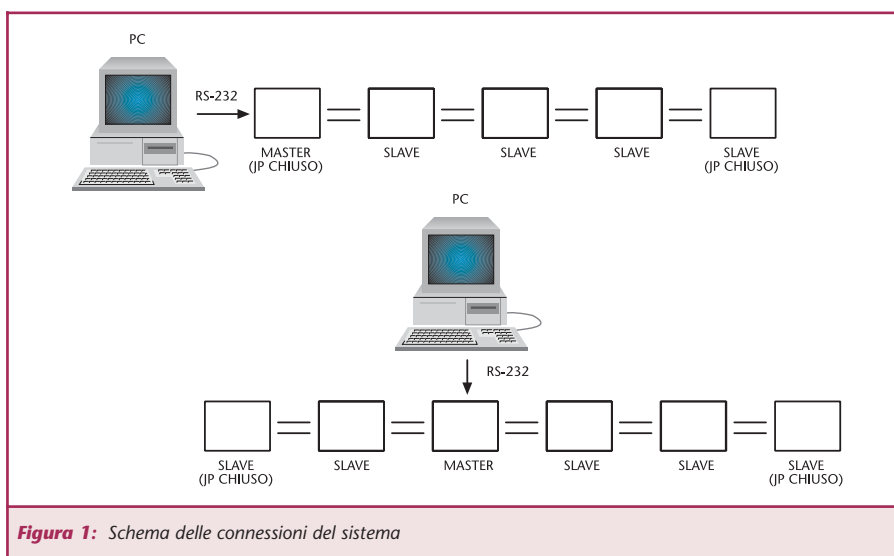 PC
RS-232
MASTER
(JP CHIUSO)
SLAVE
SLAVE
SLAVE
SLAVE
(JP CHIUSO)
PC
RS-232
SLAVE
(JP CHIUSO)
SLAVE
MASTER
SLAVE
SLAVE
SLAVE
(JP CHIUSO)
Figura 1: Schema delle connessioni del sistema